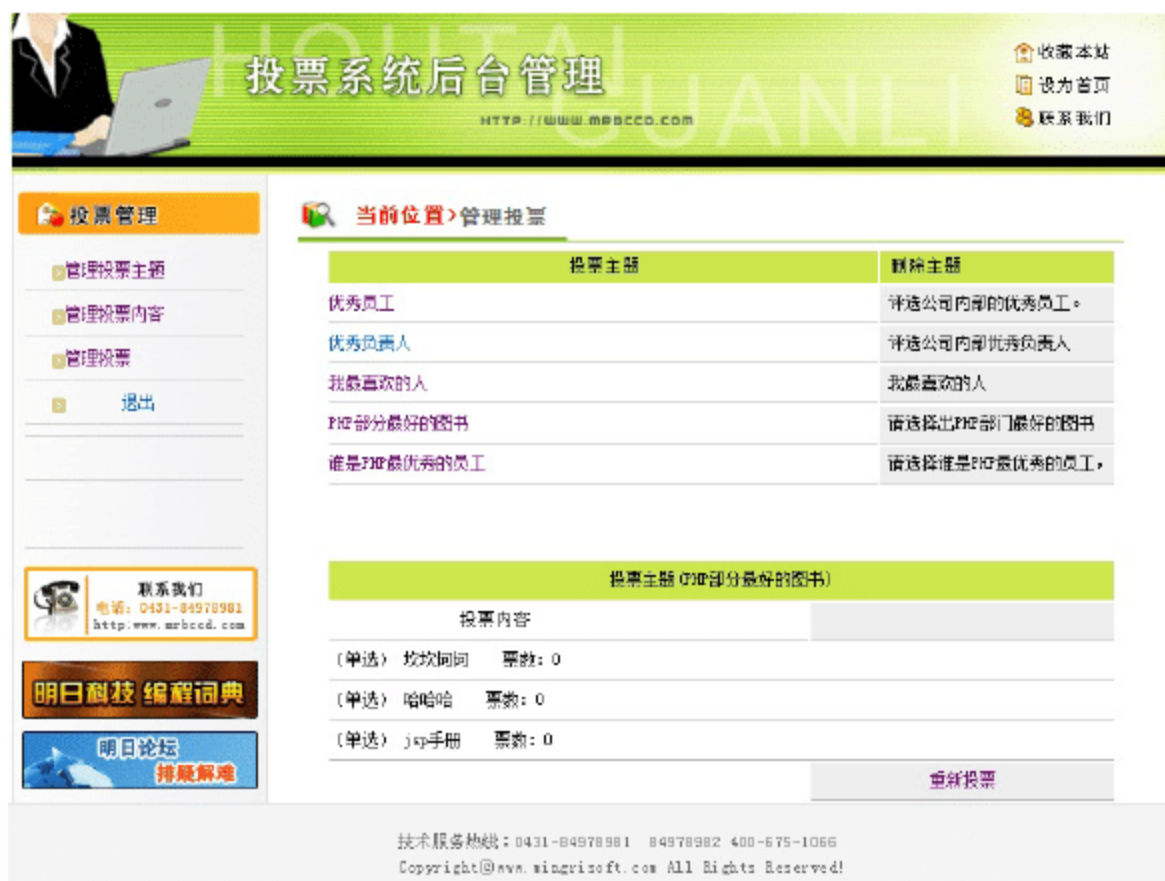 HOUTAI
GUANLI
投票系统后台管理
HTTP://WWW.MRBCCD.COM
收藏本站
设为首页
联系我们
投票管理
管理投票主题
管理投票内容
管理投票
退出
联系我们
电话：0431-84978981
http:www.mrbccd.com
明日科技 编程词典
明日论坛
排疑解难
当前位置>管理投票
投票主题 删除主题
优秀员工 评选公司内部的优秀员工。
优秀负责人 评选公司内部优秀负责人
我最喜欢的人 我最喜欢的人
PHP部分最好的图书 请选择出PHP部门最好的图书
谁是PHP最优秀的员工 请选择谁是PHP最优秀的员工，
投票主题(PHP部分最好的图书)
投票内容
(单选) 票数: 0
(单选) 哈哈哈 票数: 0
(单选) jsp手册 票数: 0
重新投票
技术服务热线：0431-84978981 84978982 400-675-1066
Copyright@www.mingrisoft.com All Rights Reserved!